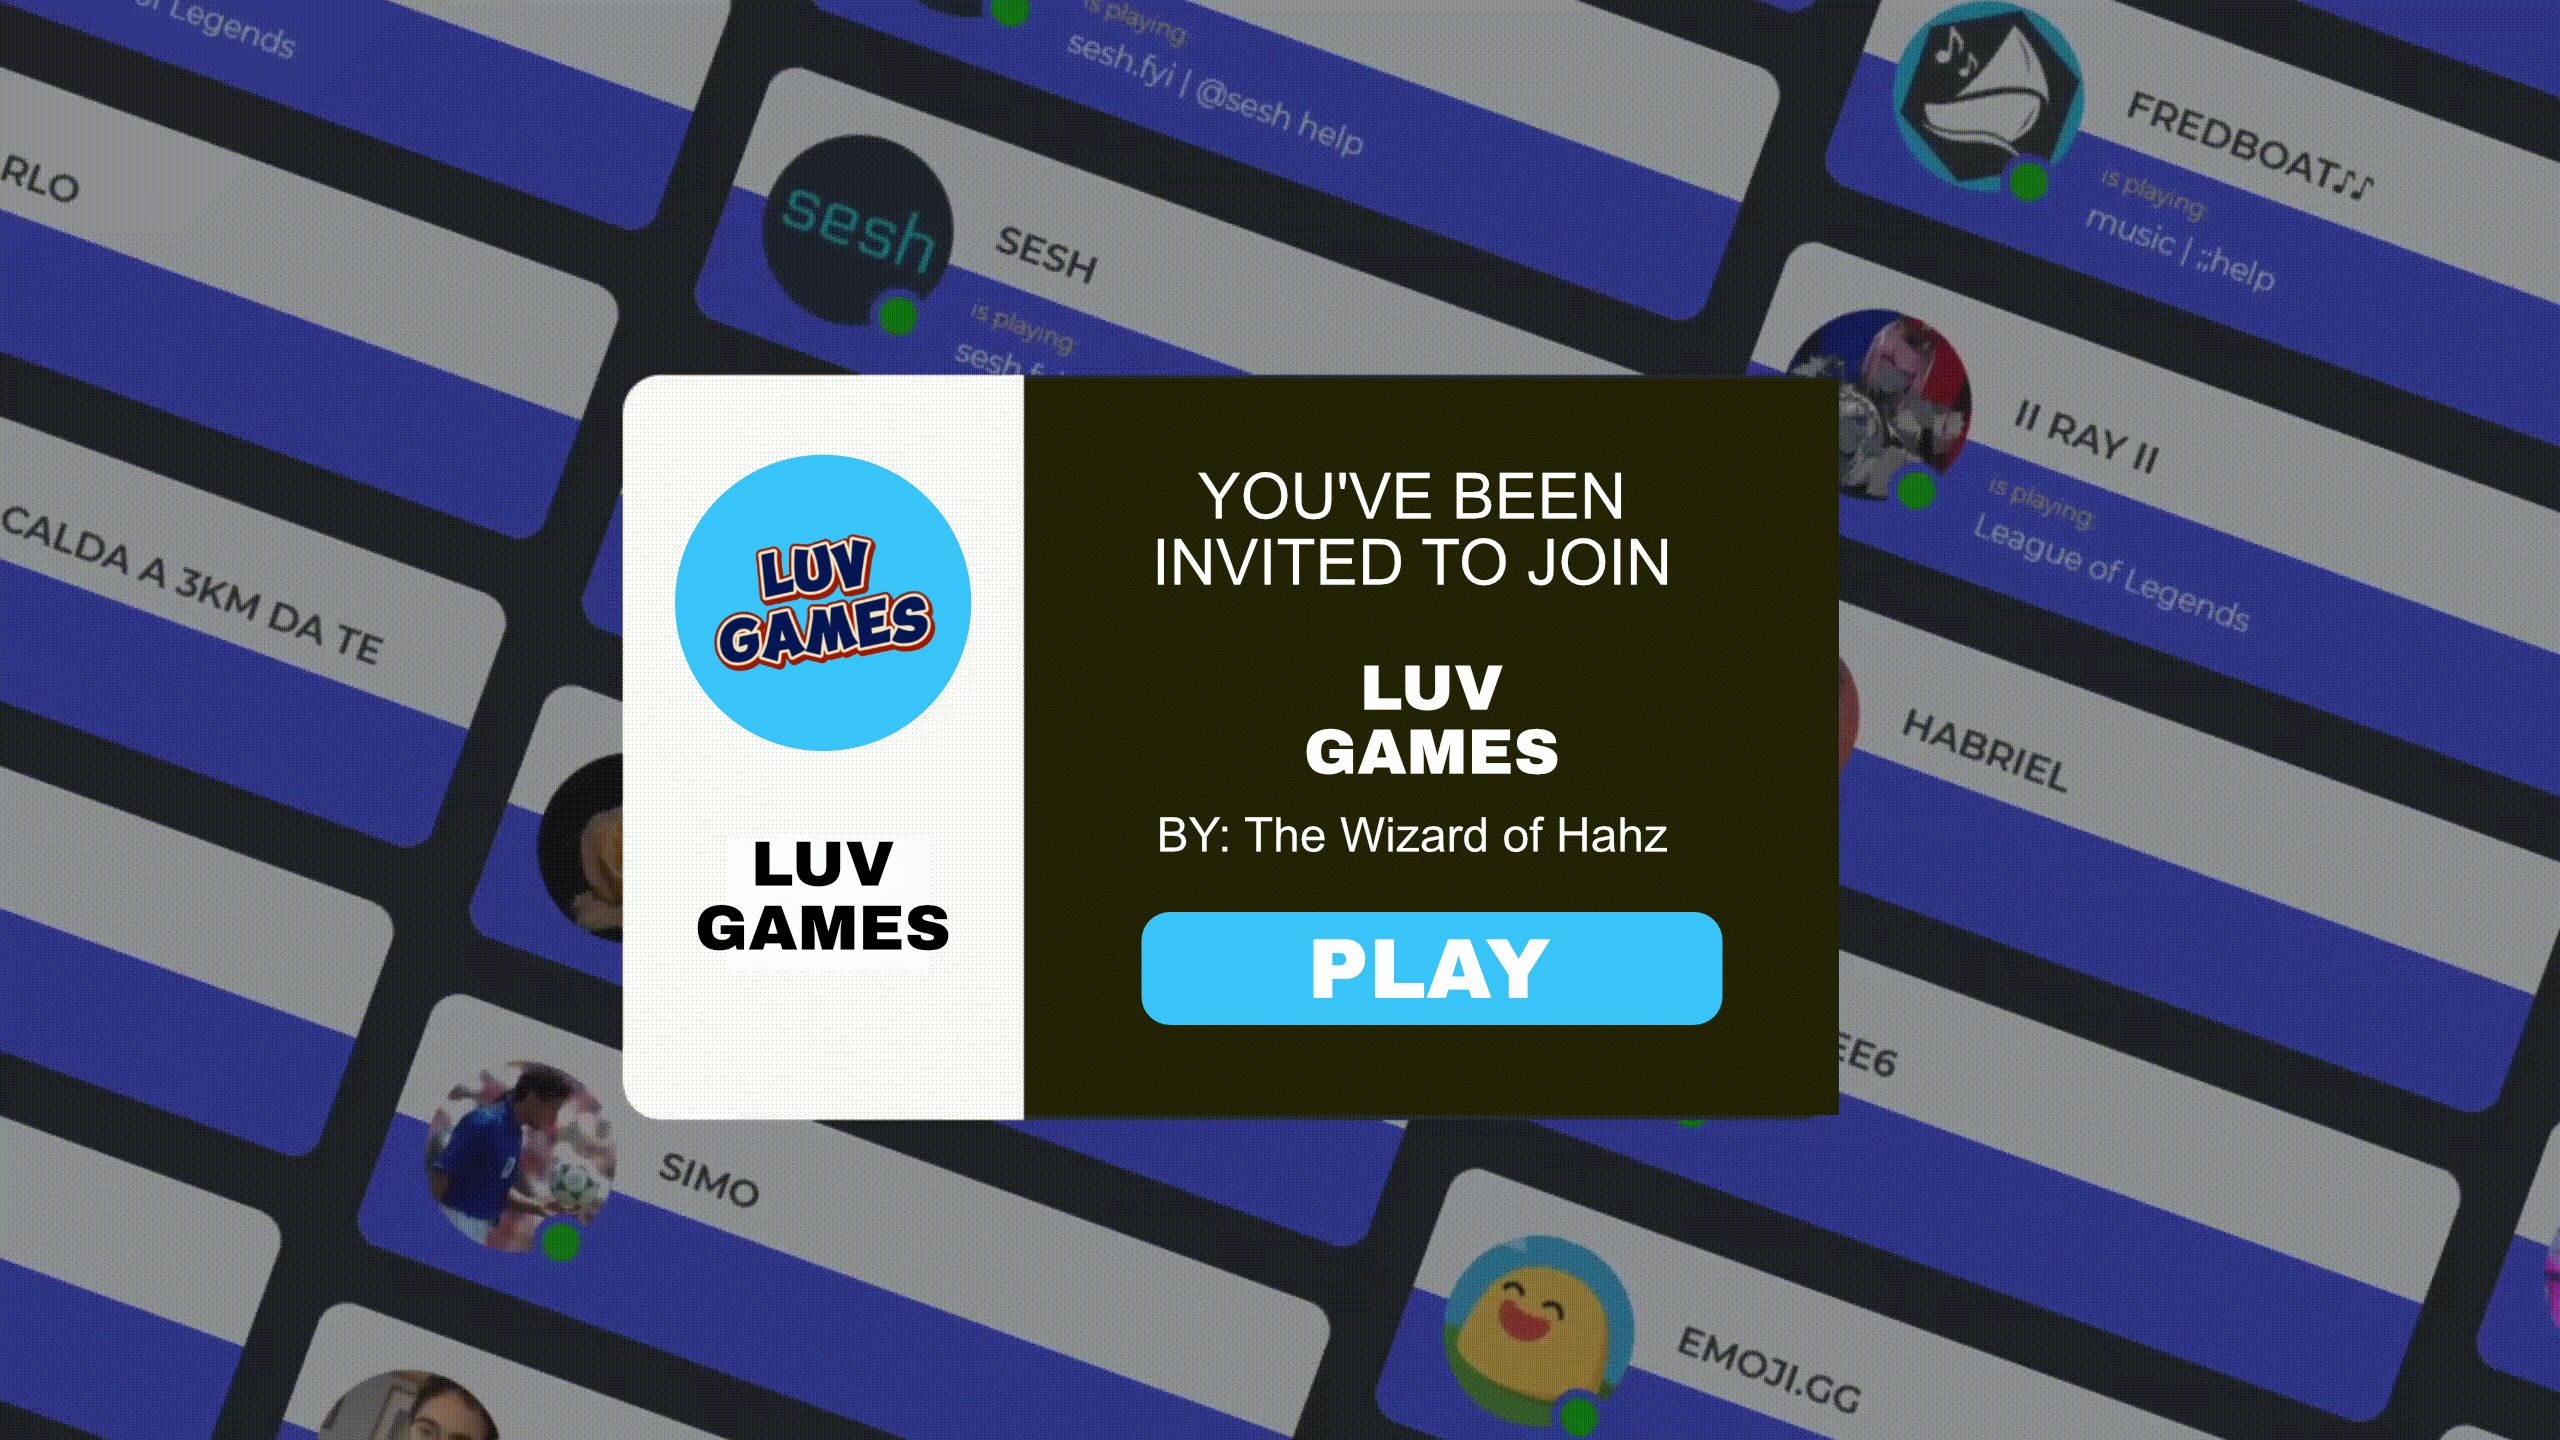 of Legends
is playing:
sesh.fyi | @sesh help
FREDBOAT♪♪
is playing:
music | ;;help
RLO
sesh
SESH
is playing:
II RAY II
is playing:
League of Legends
CALDA A 3KM DA TE
LUV
GAMES
YOU'VE BEEN
INVITED TO JOIN
LUV
GAMES
BY: The Wizard of Hahz
PLAY
LUV
GAMES
HABRIEL
EE6
SIMO
EMOJI.GG